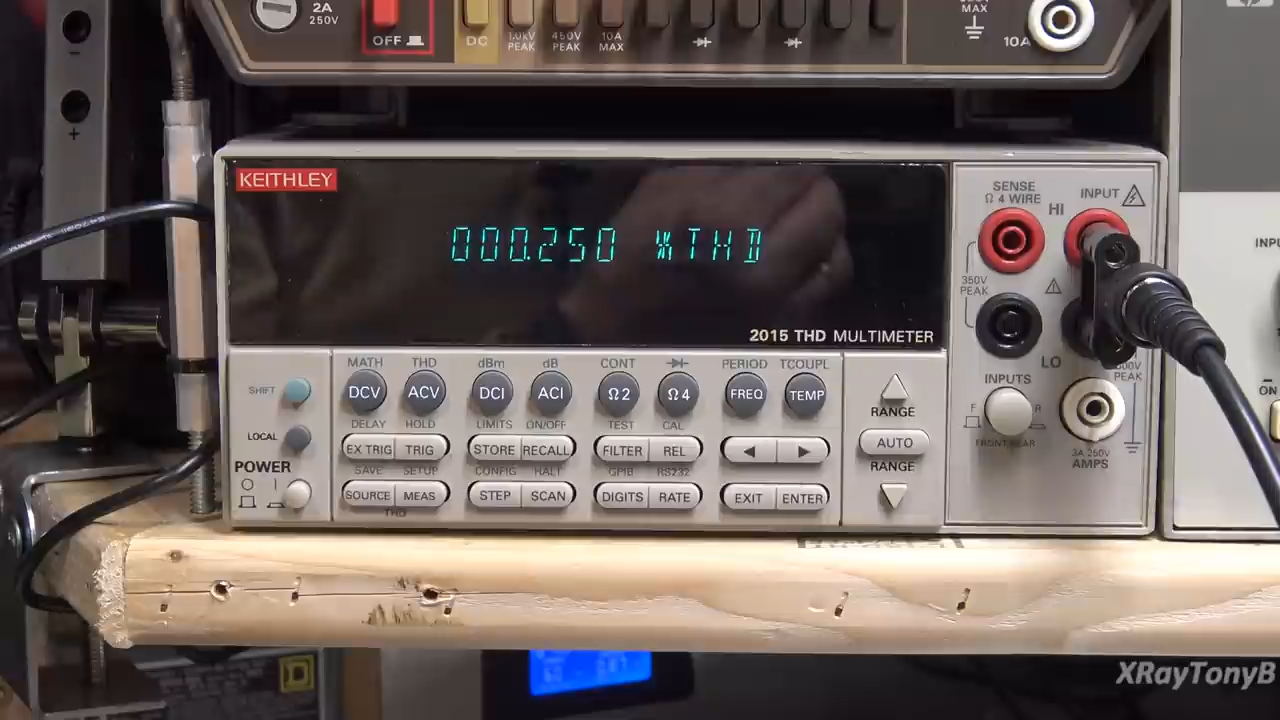 2A
250V
OFF
DC
1.0kV
PEAK
450V
PEAK
10A
MAX
MAX
10A
KEITHLEY
000.250 %THD
2015 THD MULTIMETER
SENSE
Ω 4 WIRE
HI
INPUT
350V
PEAK
LO
PEAK
INPUTS
F
R
FRONT/REAR
3A 250V
AMPS
MATH
THD
dBm
dB
CONT
PERIOD
TCOUPL
SHIFT
DCV
ACV
DCI
ACI
Ω2
Ω4
FREQ
TEMP
RANGE
DELAY
HOLD
LIMITS
ON/OFF
TEST
CAL
LOCAL
EX TRIG
TRIG
STORE
RECALL
FILTER
REL
AUTO
SAVE
SETUP
CONFIG
HALT
GPIB
RS232
RANGE
POWER
SOURCE
MEAS
STEP
SCAN
DIGITS
RATE
EXIT
ENTER
THD
ON
XRayTonyB